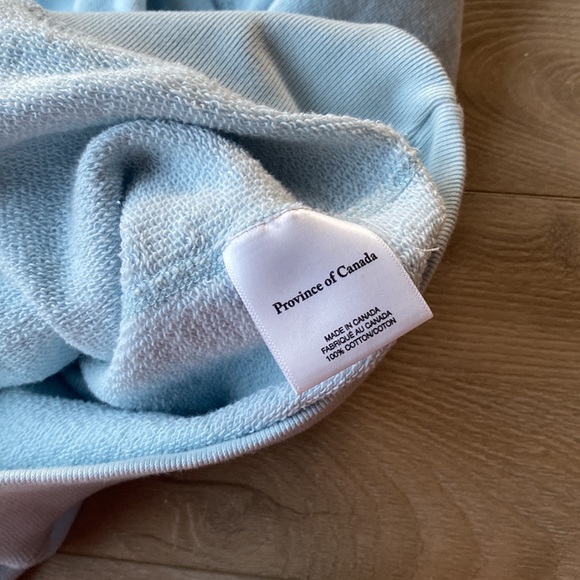 Province of Canada
MADE IN CANADA
FABRIQUÉ AU CANADA
100% COTTON/COTON